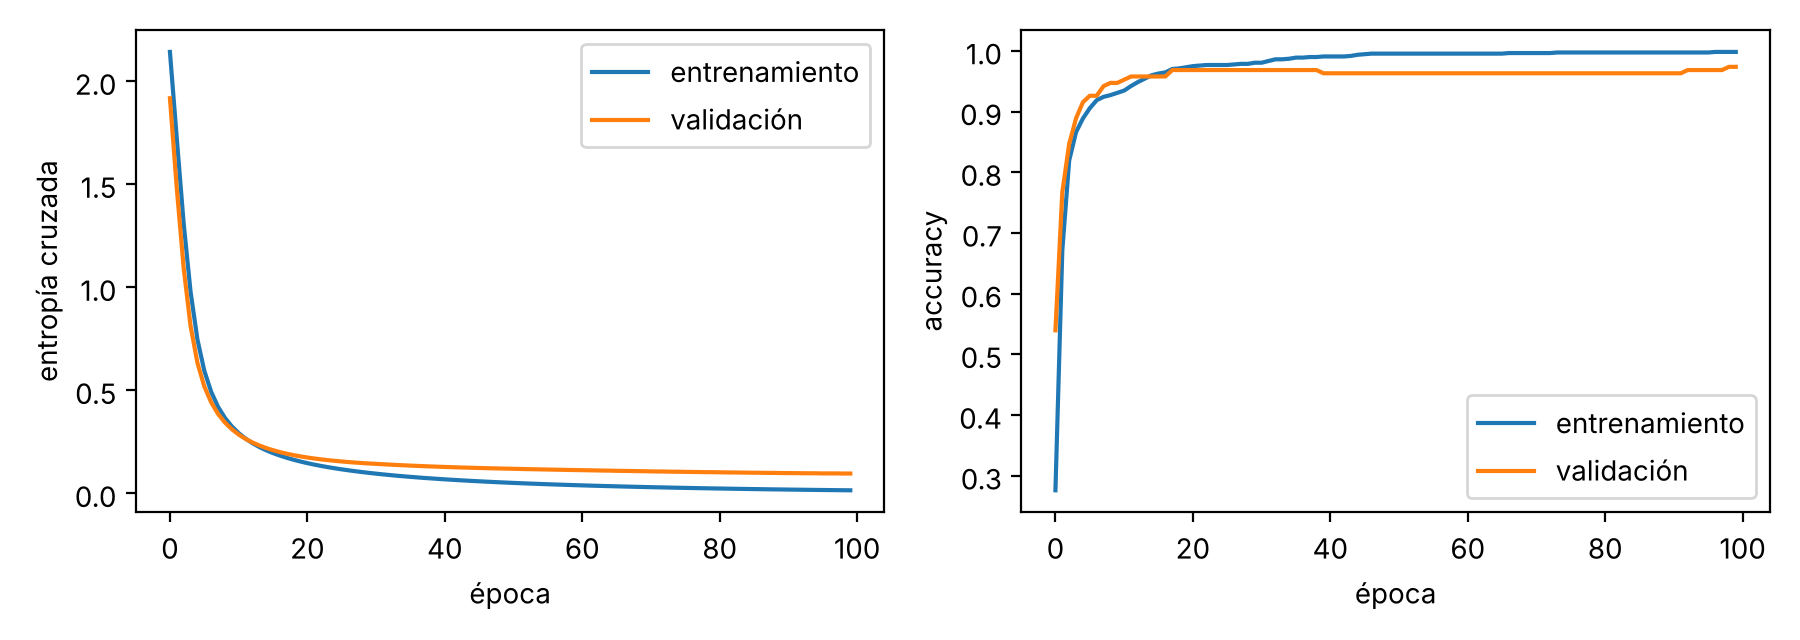 entropía cruzada
2.0
1.5
1.0
0.5
0.0
0 20 40 60 80 100
época
entrenamiento
validación
accuracy
1.0
0.9
0.8
0.7
0.6
0.5
0.4
0.3
0 20 40 60 80 100
época
entrenamiento
validación